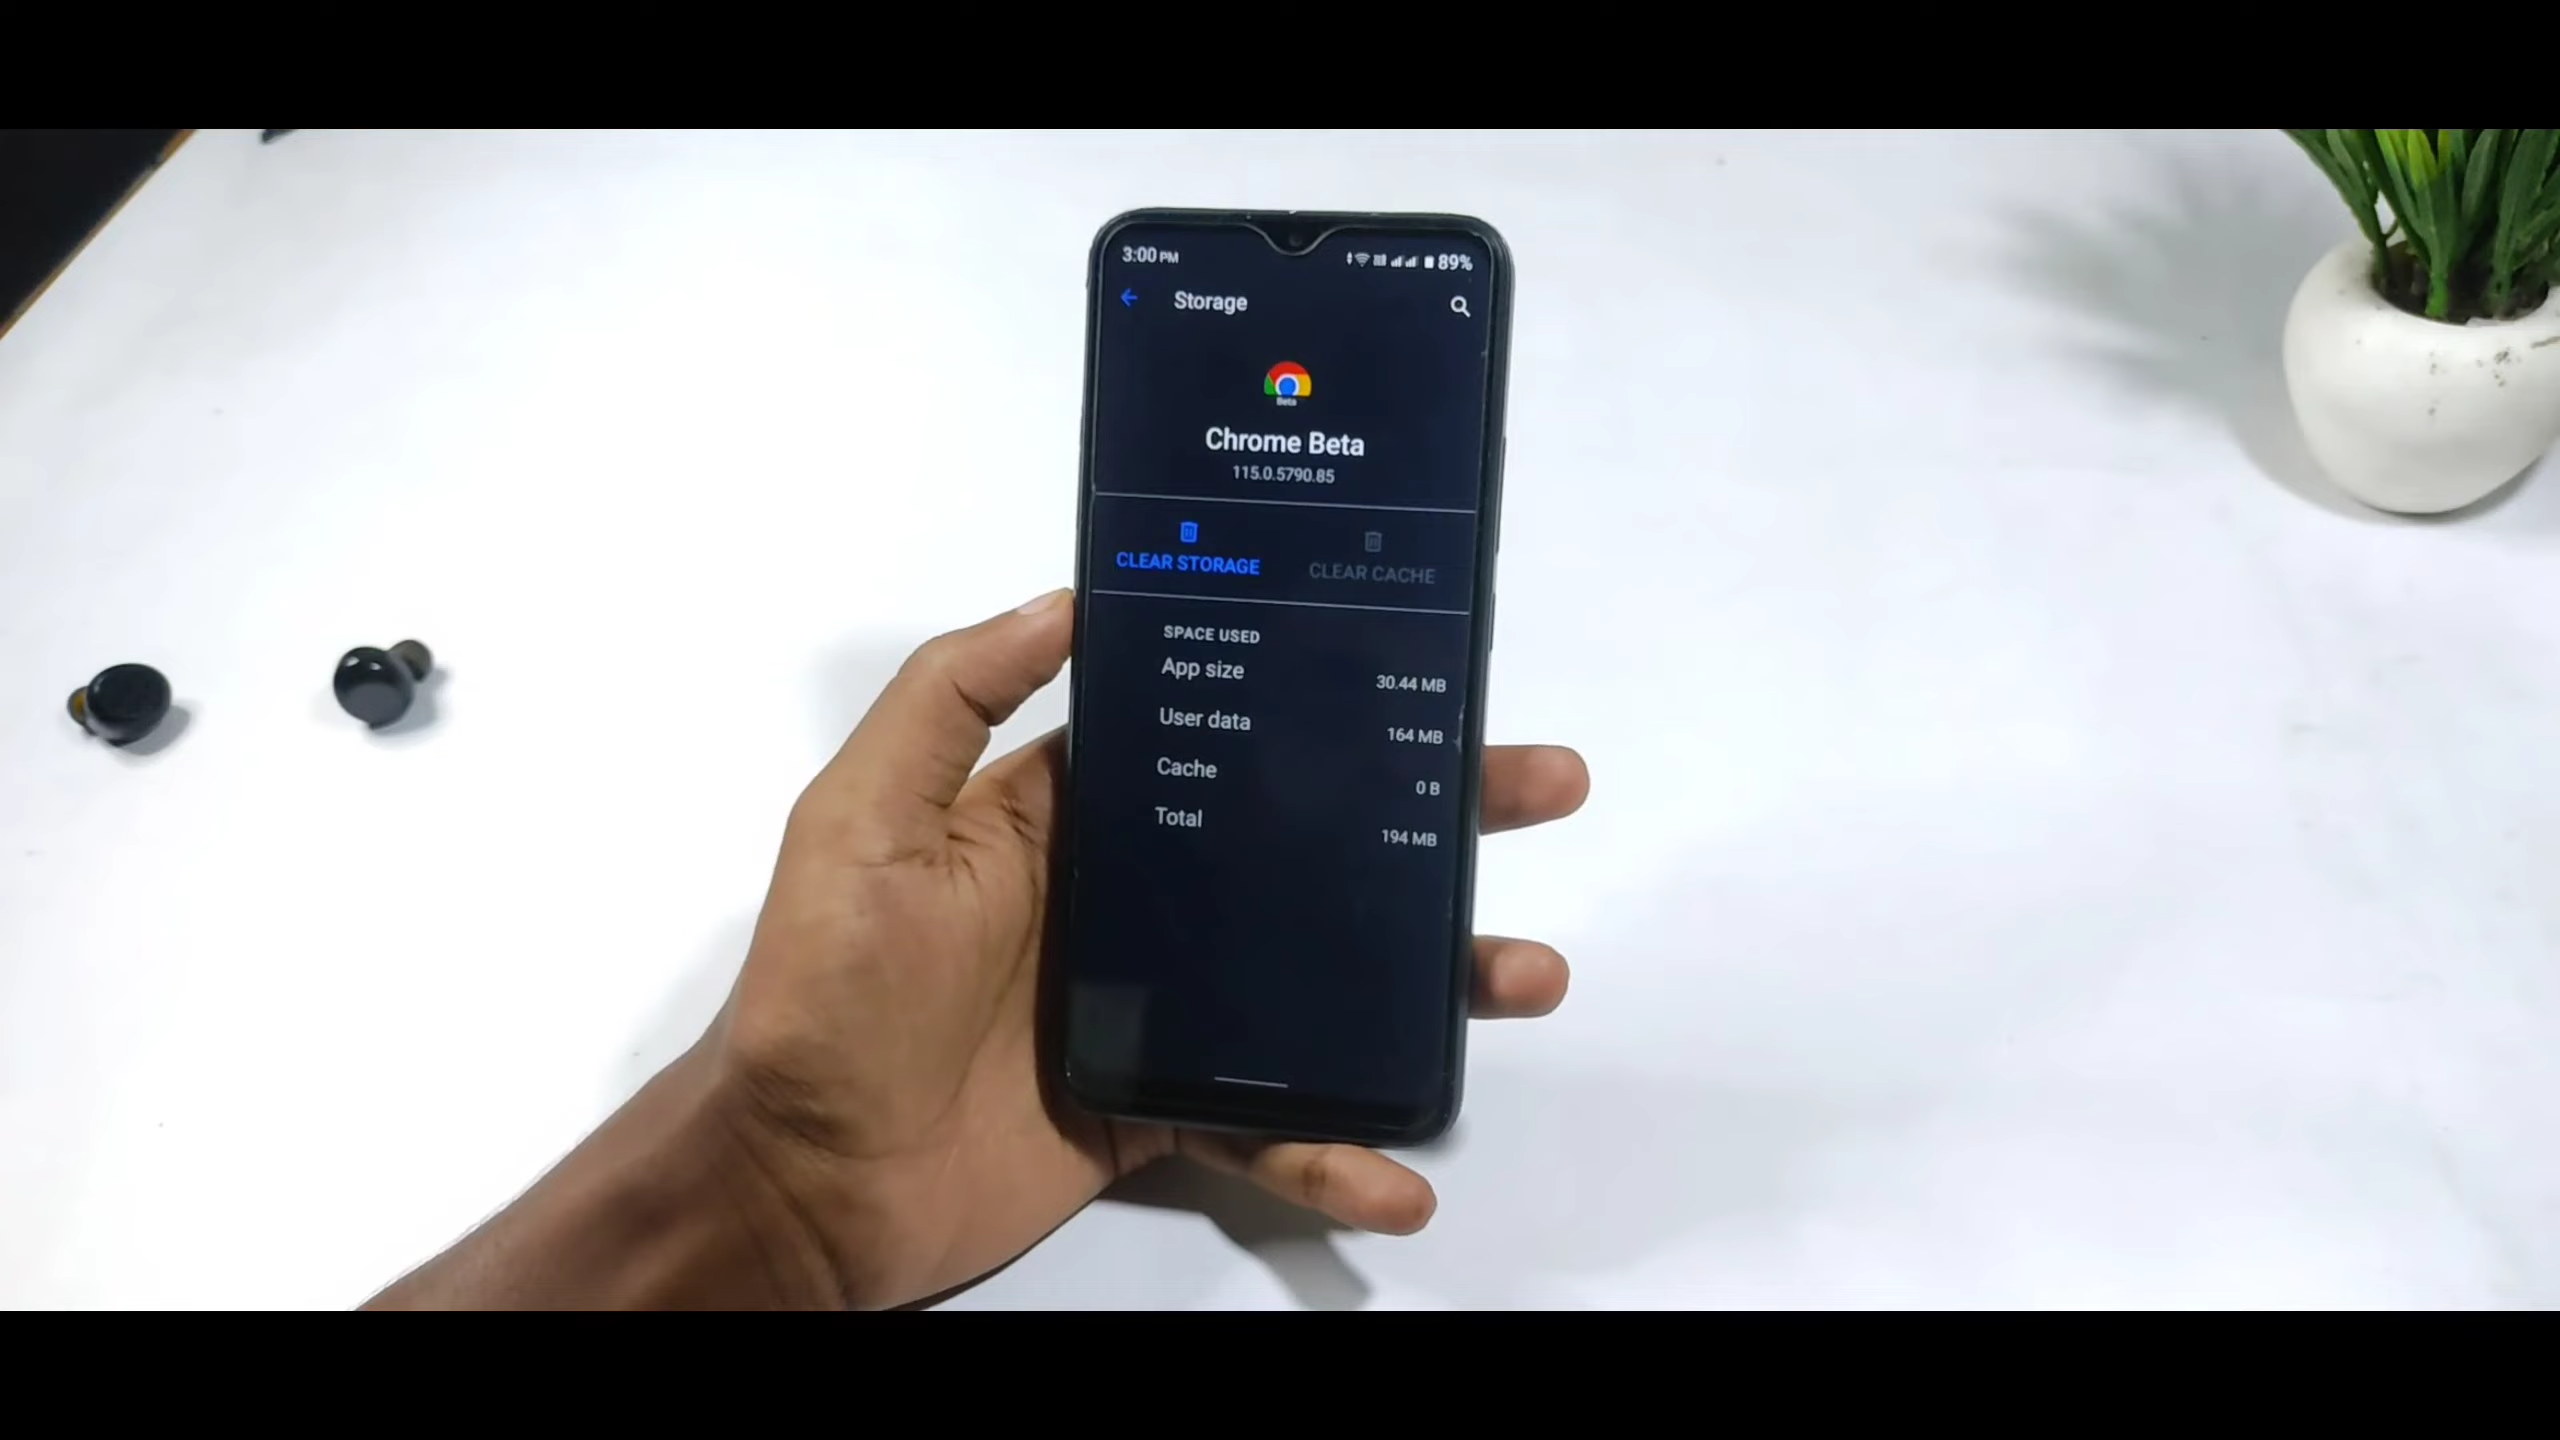 3:00 PM 89%
Storage
Beta
Chrome Beta
115.0.5790.85
CLEAR STORAGE CLEAR CACHE
SPACE USED
App size 30.44 MB
User data 164 MB
Cache 0 B
Total 194 MB